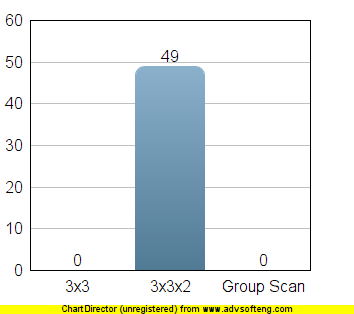 60
50
49
40
30
20
10
0
0
0
3x3
3x3x2
Group Scan
ChartDirector (unregistered) from www.advsofteng.com